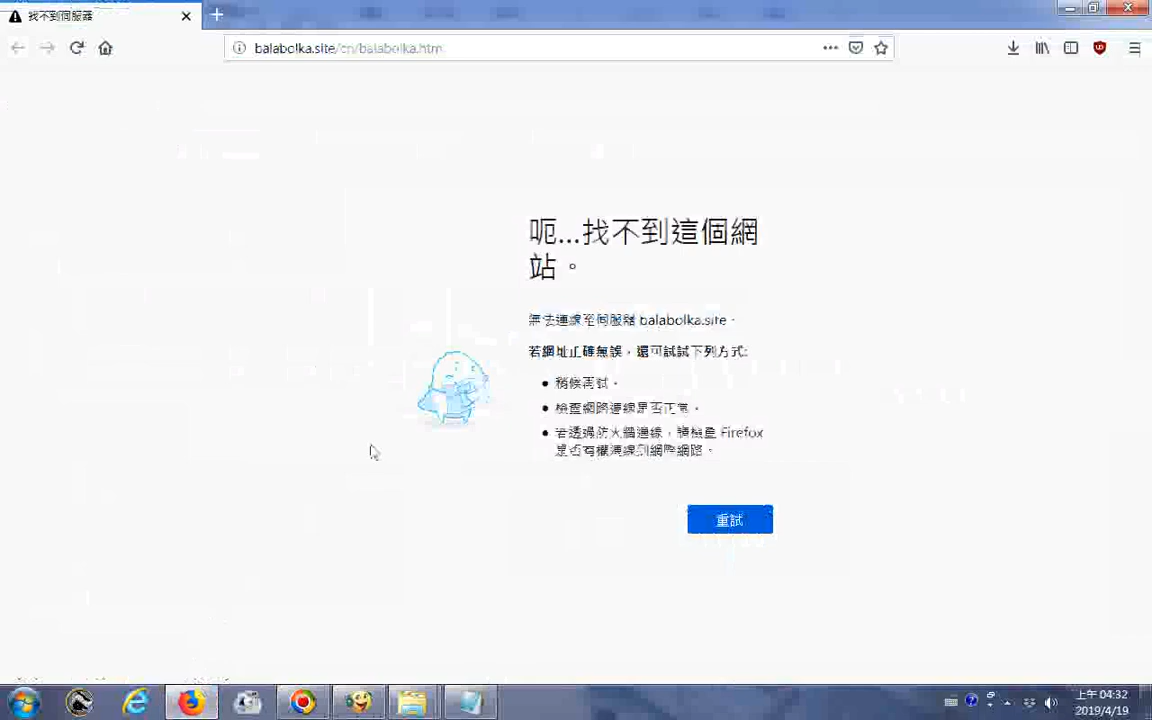 找不到伺服器
balabolka.site/cn/balabolka.htm
呃...找不到這個網
站。
無法連線至伺服器 balabolka.site。
若網址正確無誤，還可試試下列方式:
稍候再試。
檢查網路連線是否正常。
若透過防火牆連線，請檢查 Firefox
是否有權連線到網際網路。
重試
上午 04:32
2019/4/19